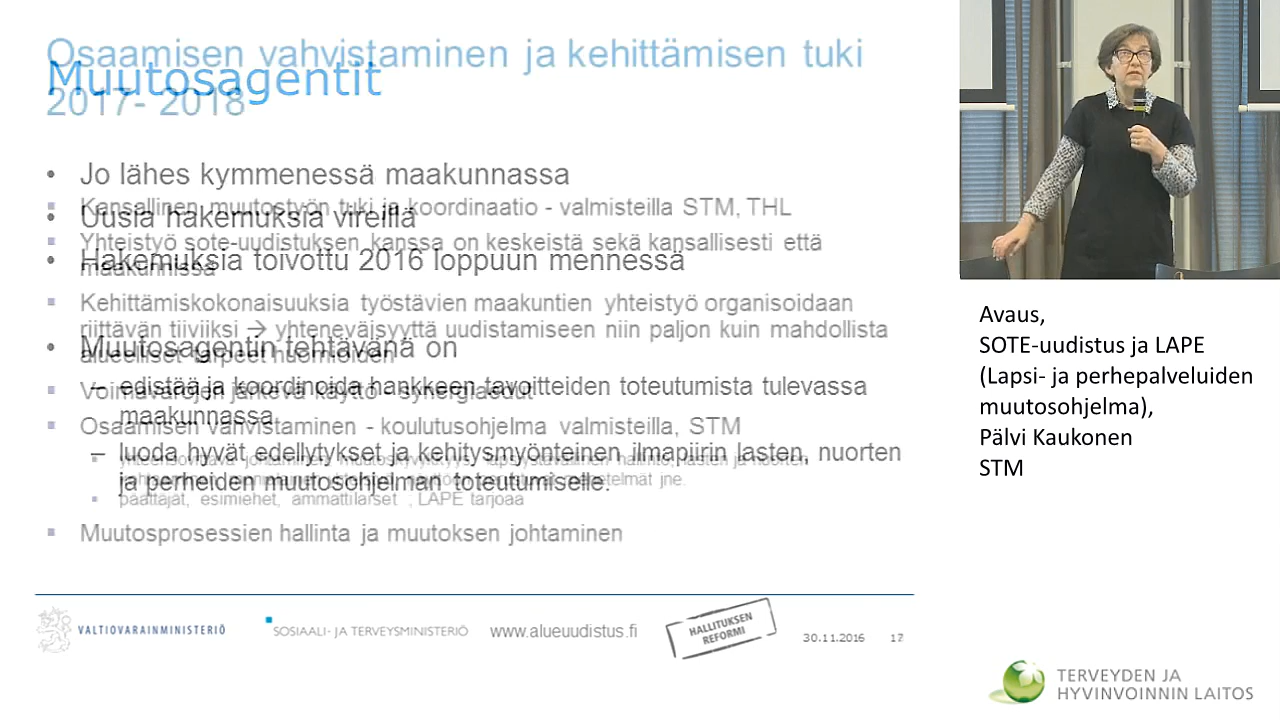 Osaamisen vahvistaminen ja kehittämisen tuki
2017- 2018
Muutosagentit
• Jo lähes kymmenessä maakunnassa
• Uusia hakemuksia vireillä
• Hakemuksia toivottu 2016 loppuun mennessä
• Muutosagentin tehtävänä on
– edistää ja koordinoida hankkeen tavoitteiden toteutumista tulevassa
maakunnassa
– luoda hyvät edellytykset ja kehitysmyönteinen ilmapiirin lasten, nuorten
ja perheiden muutosohjelman toteutumiselle.
▪ Kansallinen muutostyön tuki ja koordinaatio - valmisteilla STM, THL
▪ Yhteistyö sote-uudistuksen kanssa on keskeistä sekä kansallisesti että
maakunnissa
▪ Kehittämiskokonaisuuksia työstävien maakuntien yhteistyö organisoidaan
riittävän tiiviiksi → yhteneväisyyttä uudistamiseen niin paljon kuin mahdollista
alueelliset tarpeet huomioiden
▪ Voimavarojen järkevä käyttö - synergiaedut
▪ Osaamisen vahvistaminen - koulutusohjelma valmisteilla, STM
▪ päättäjät, esimiehet, ammattilaiset ; LAPE tarjoaa
▪ Muutosprosessien hallinta ja muutoksen johtaminen
VALTIOVARAINMINISTERIÖ
SOSIAALI- JA TERVEYSMINISTERIÖ
www.alueuudistus.fi
HALLITUKSEN
REFORMI
30.11.2016 17
Avaus,
SOTE-uudistus ja LAPE
(Lapsi- ja perhepalveluiden
muutosohjelma),
Pälvi Kaukonen
STM
TERVEYDEN JA
HYVINVOINNIN LAITOS